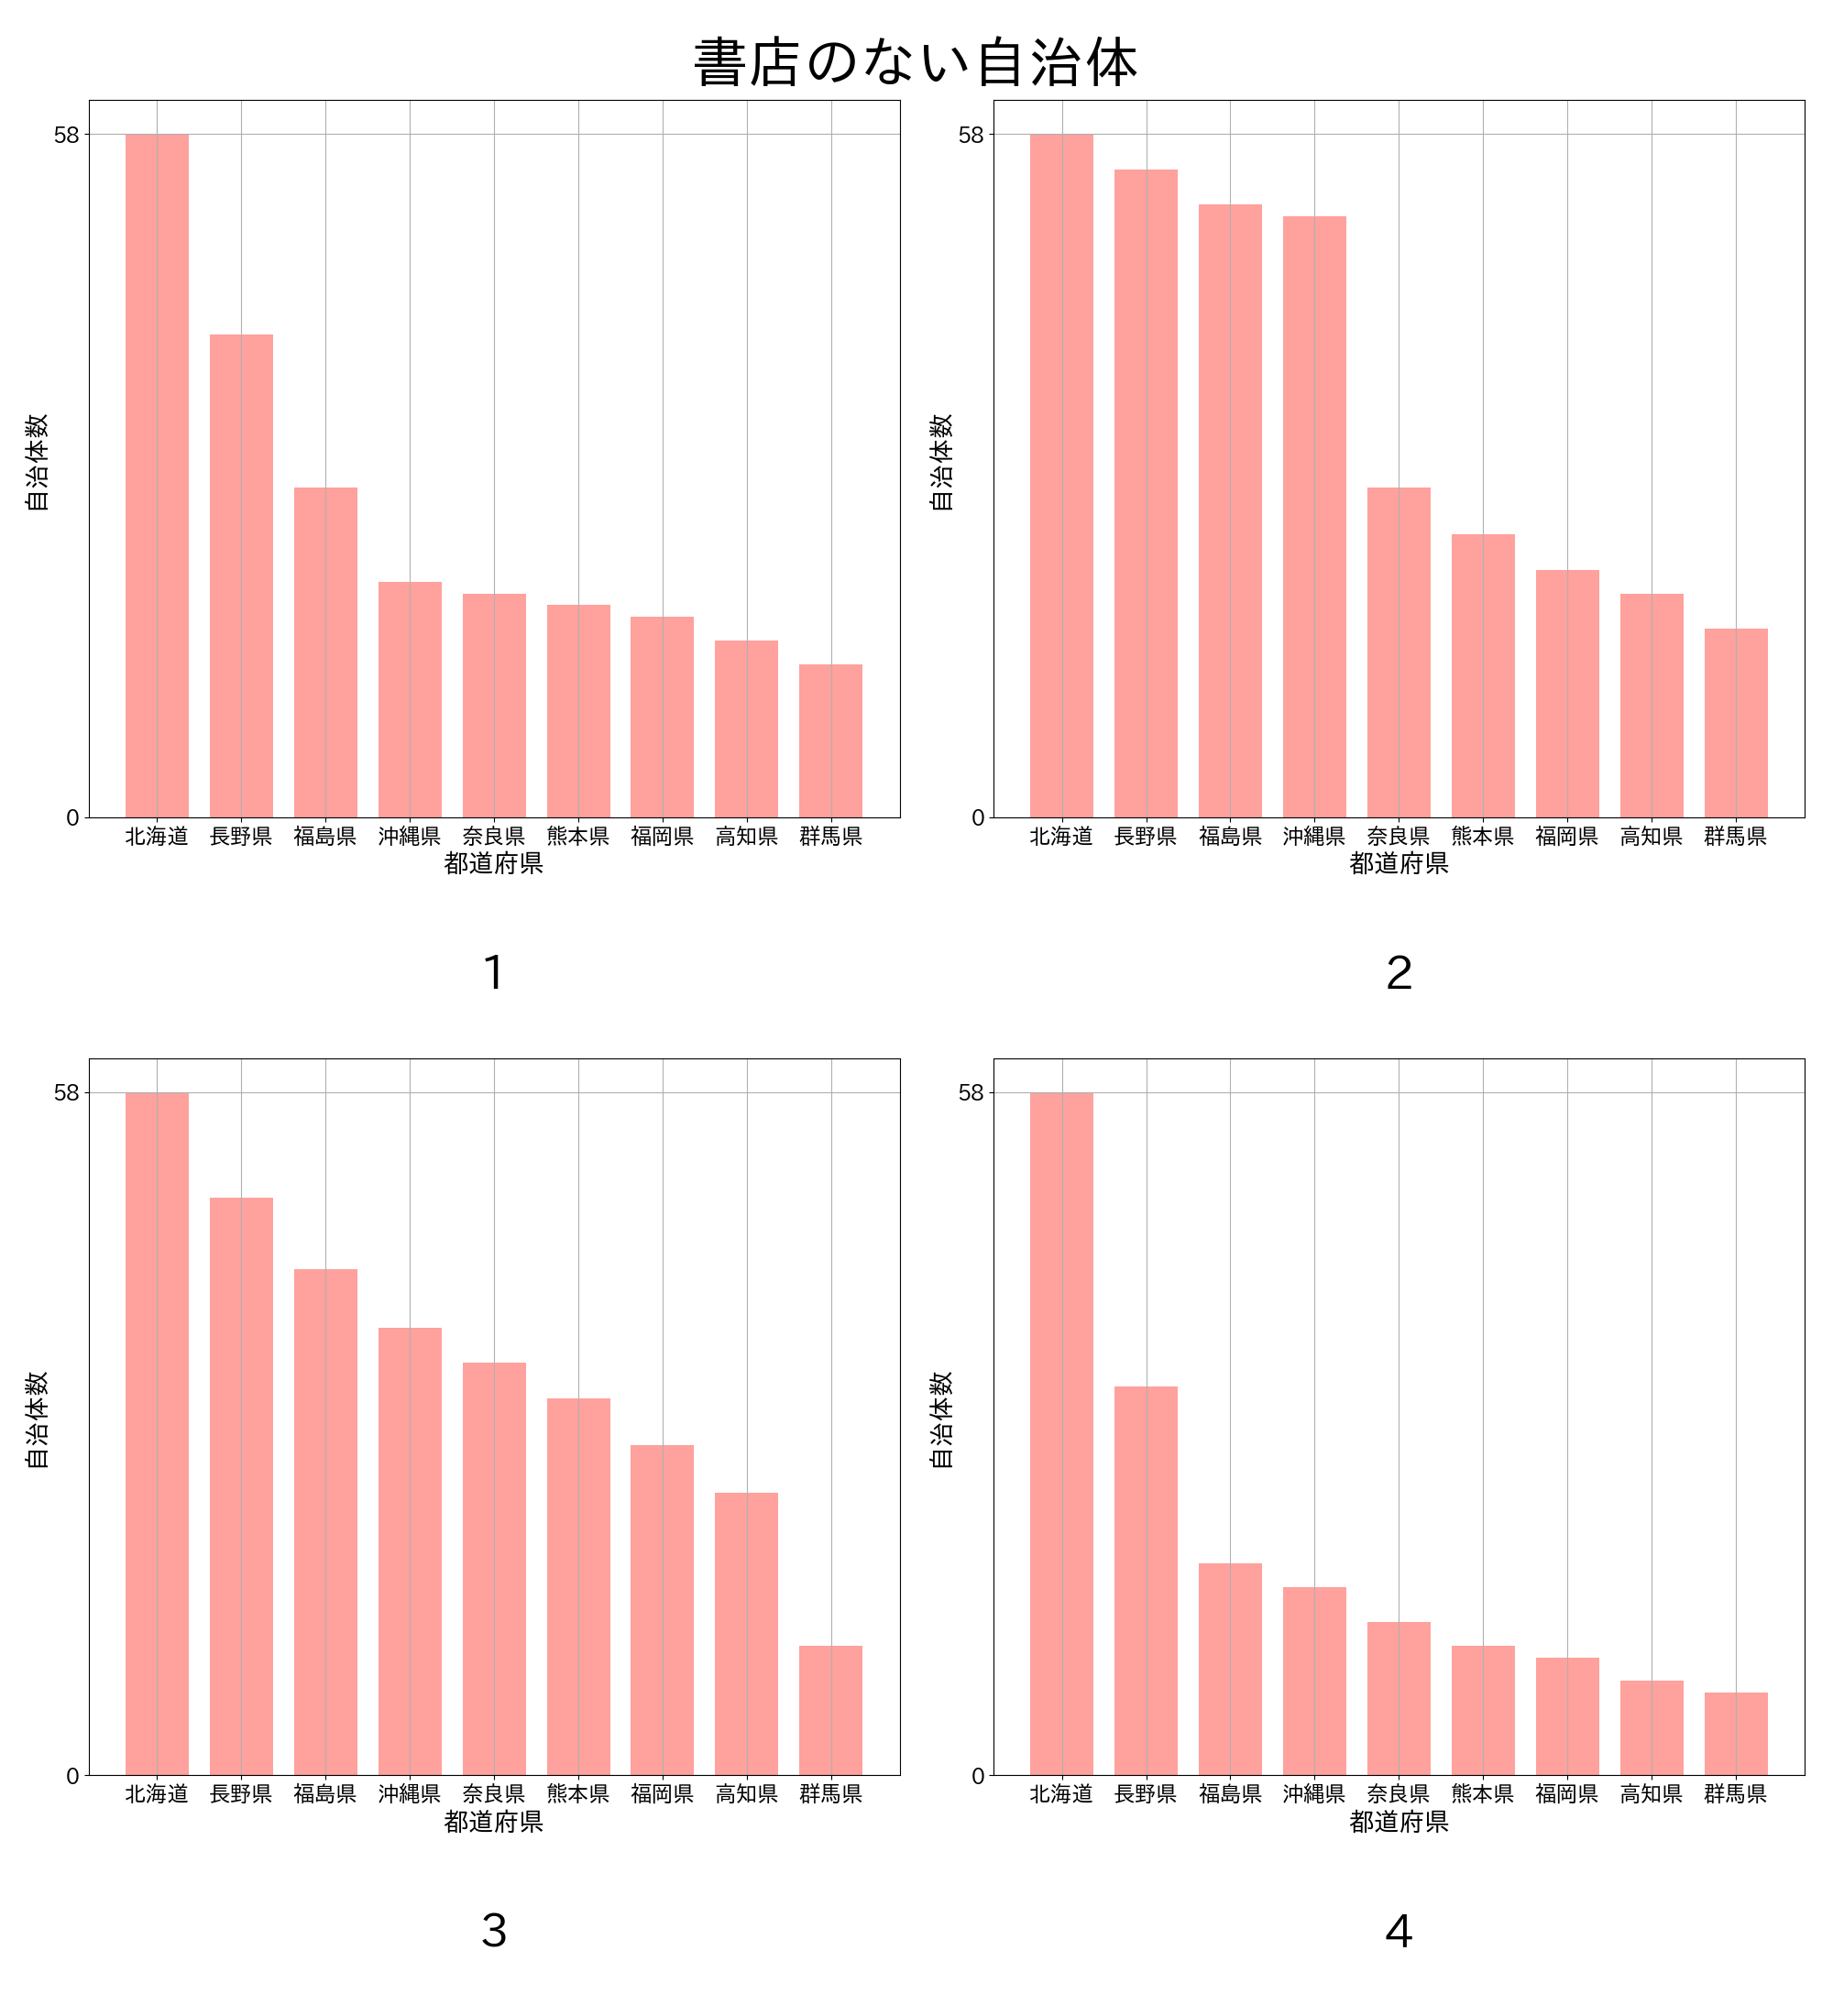 書店のない自治体
58
自治体数
0
北海道 長野県 福島県 沖縄県 奈良県 熊本県 福岡県 高知県 群馬県
都道府県
1
58
自治体数
0
北海道 長野県 福島県 沖縄県 奈良県 熊本県 福岡県 高知県 群馬県
都道府県
2
58
自治体数
0
北海道 長野県 福島県 沖縄県 奈良県 熊本県 福岡県 高知県 群馬県
都道府県
3
58
自治体数
0
北海道 長野県 福島県 沖縄県 奈良県 熊本県 福岡県 高知県 群馬県
都道府県
4